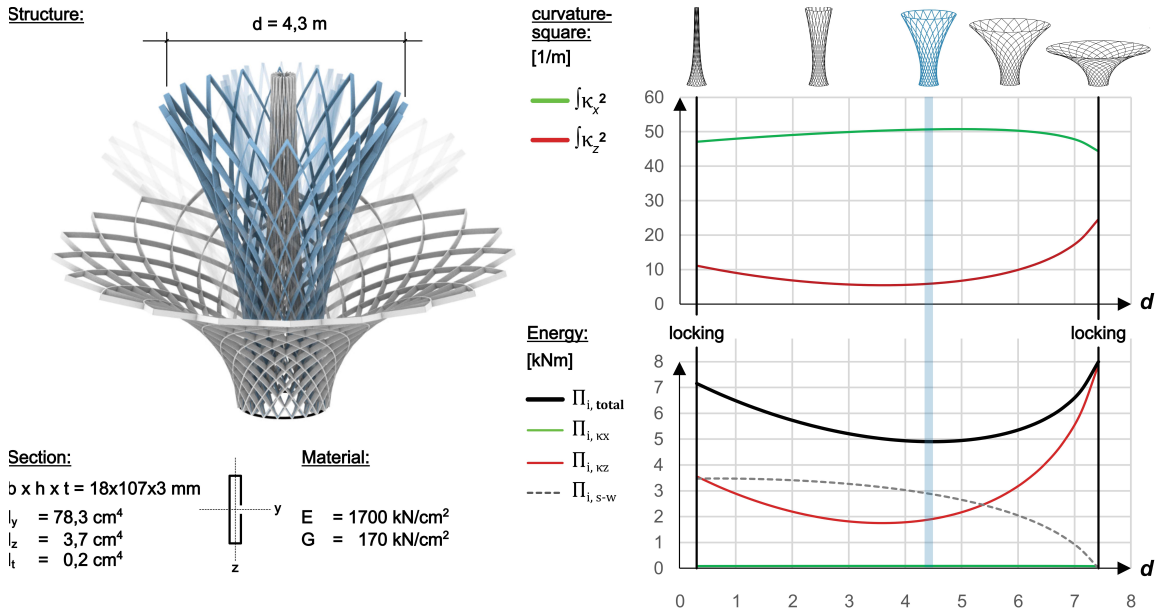 Structure:
d = 4,3 m
curvature-
square:
[1/m]
∫κx²
∫κz²
60
50
40
30
20
10
0
d
Energy:
[kNm]
Πi, total
Πi, κx
Πi, κz
Πi, s-w
locking
locking
8
7
6
5
4
3
2
1
0
d
0 1 2 3 4 5 6 7 8
Section:
b x h x t = 18x107x3 mm
Iy = 78,3 cm⁴
Iz = 3,7 cm⁴
It = 0,2 cm⁴
y
z
Material:
E = 1700 kN/cm²
G = 170 kN/cm²